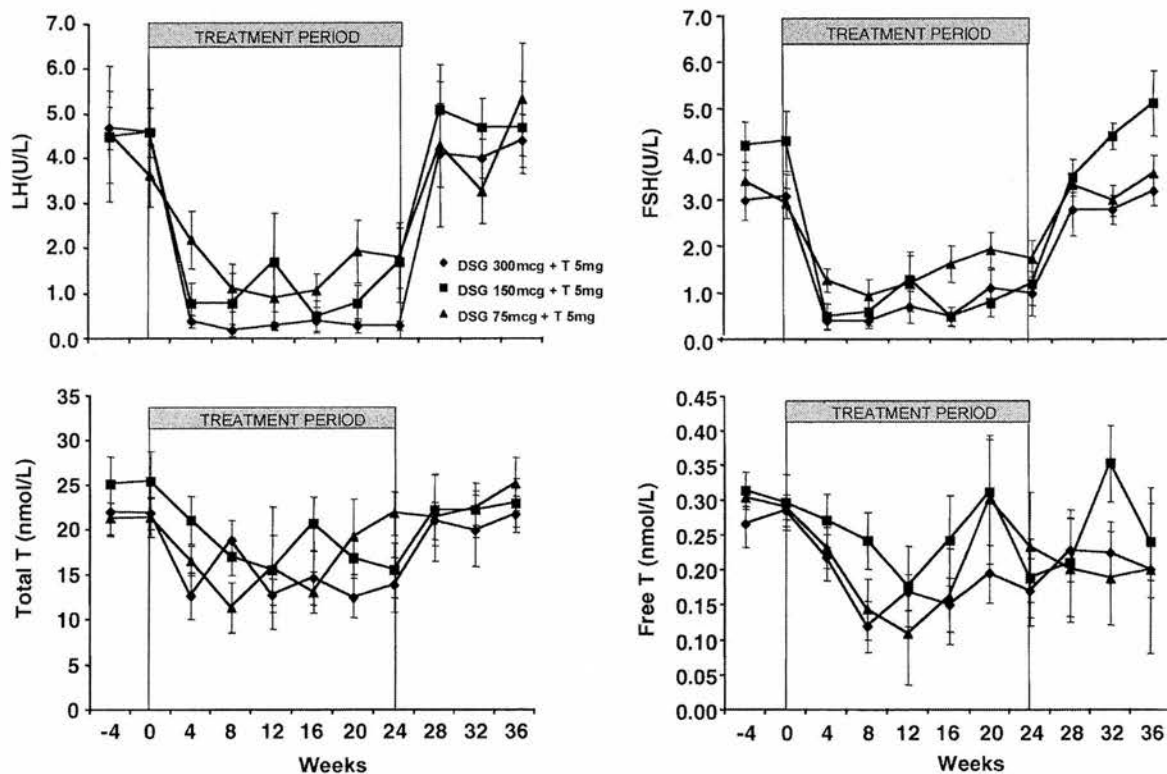 7.0
TREATMENT PERIOD
6.0
5.0
4.0
3.0
2.0
1.0
0.0
LH(U/L)
DSG 300mcg + T 5mg
DSG 150mcg + T 5mg
DSG 75mcg + T 5mg
7.0
TREATMENT PERIOD
6.0
5.0
4.0
3.0
2.0
1.0
0.0
FSH(U/L)
35
TREATMENT PERIOD
30
25
20
15
10
5
0
Total T (nmol/L)
-4 0 4 8 12 16 20 24 28 32 36
Weeks
0.45
TREATMENT PERIOD
0.40
0.35
0.30
0.25
0.20
0.15
0.10
0.05
0.00
Free T (nmol/L)
-4 0 4 8 12 16 20 24 28 32 36
Weeks